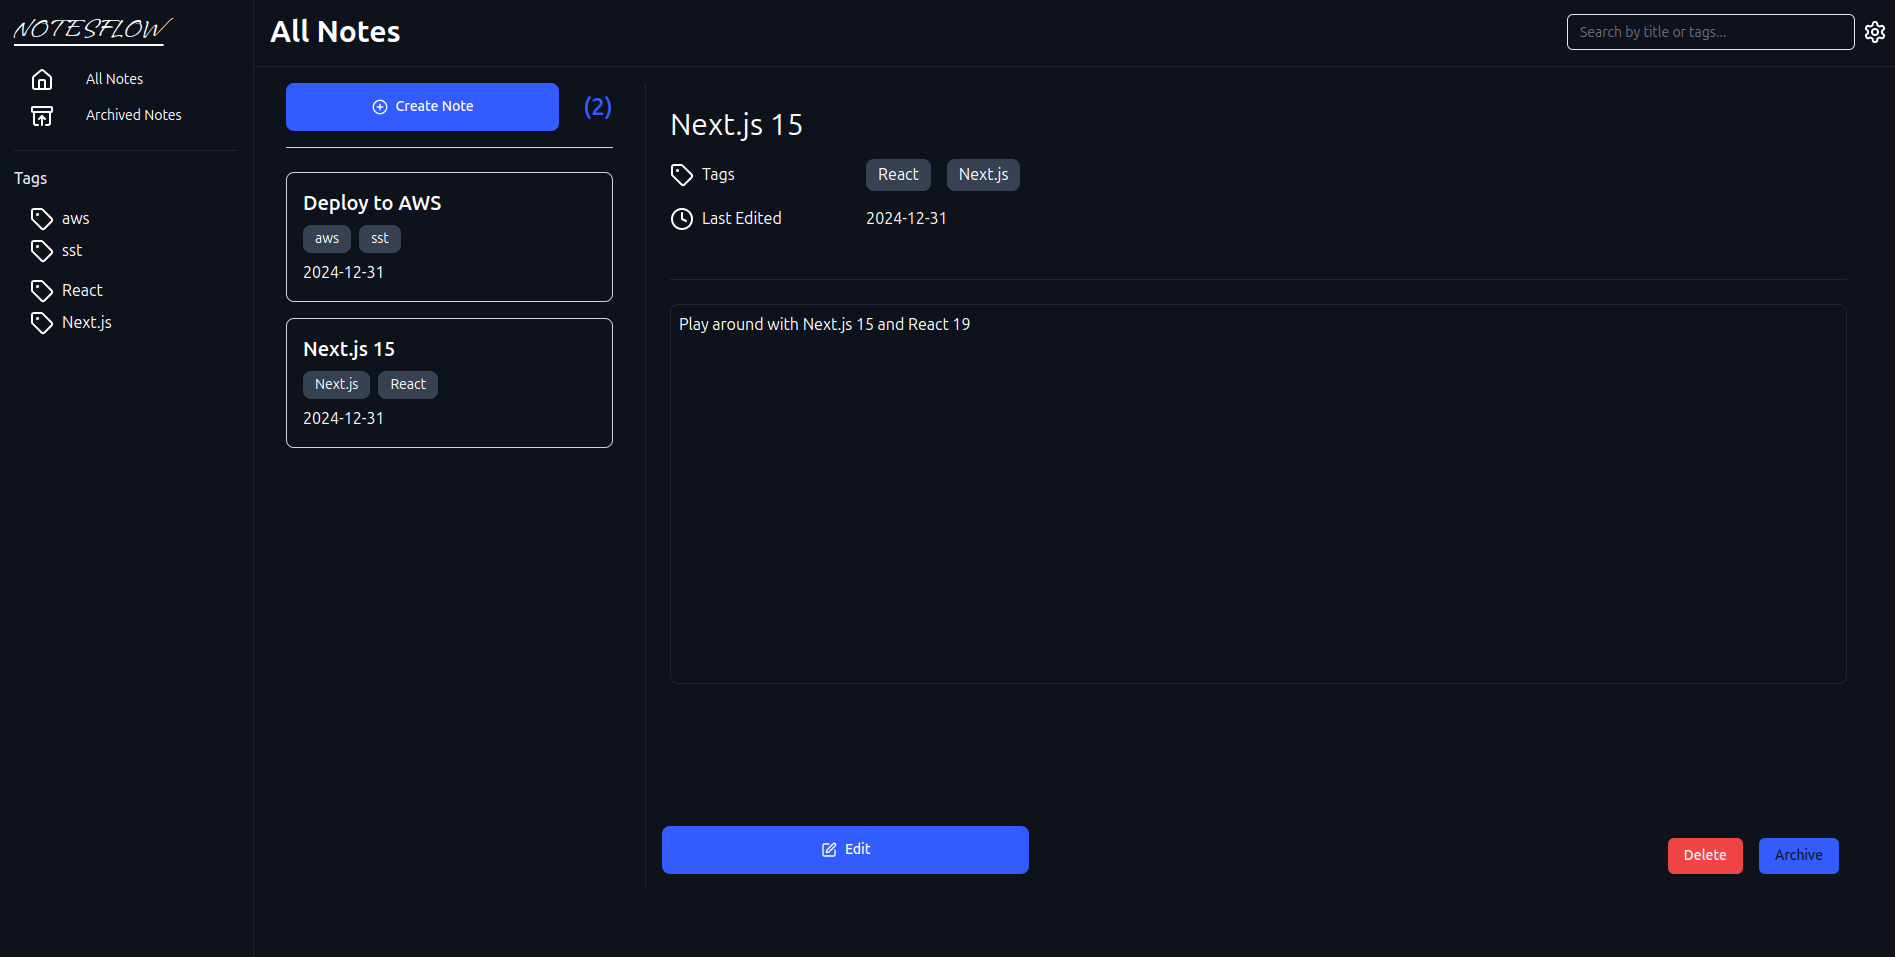 NOTESFLOW
All Notes
Archived Notes
Tags
aws
sst
React
Next.js
All Notes
Search by title or tags...
Create Note
(2)
Deploy to AWS
aws sst
2024-12-31
Next.js 15
Next.js React
2024-12-31
Next.js 15
Tags React Next.js
Last Edited 2024-12-31
Play around with Next.js 15 and React 19
Edit
Delete Archive